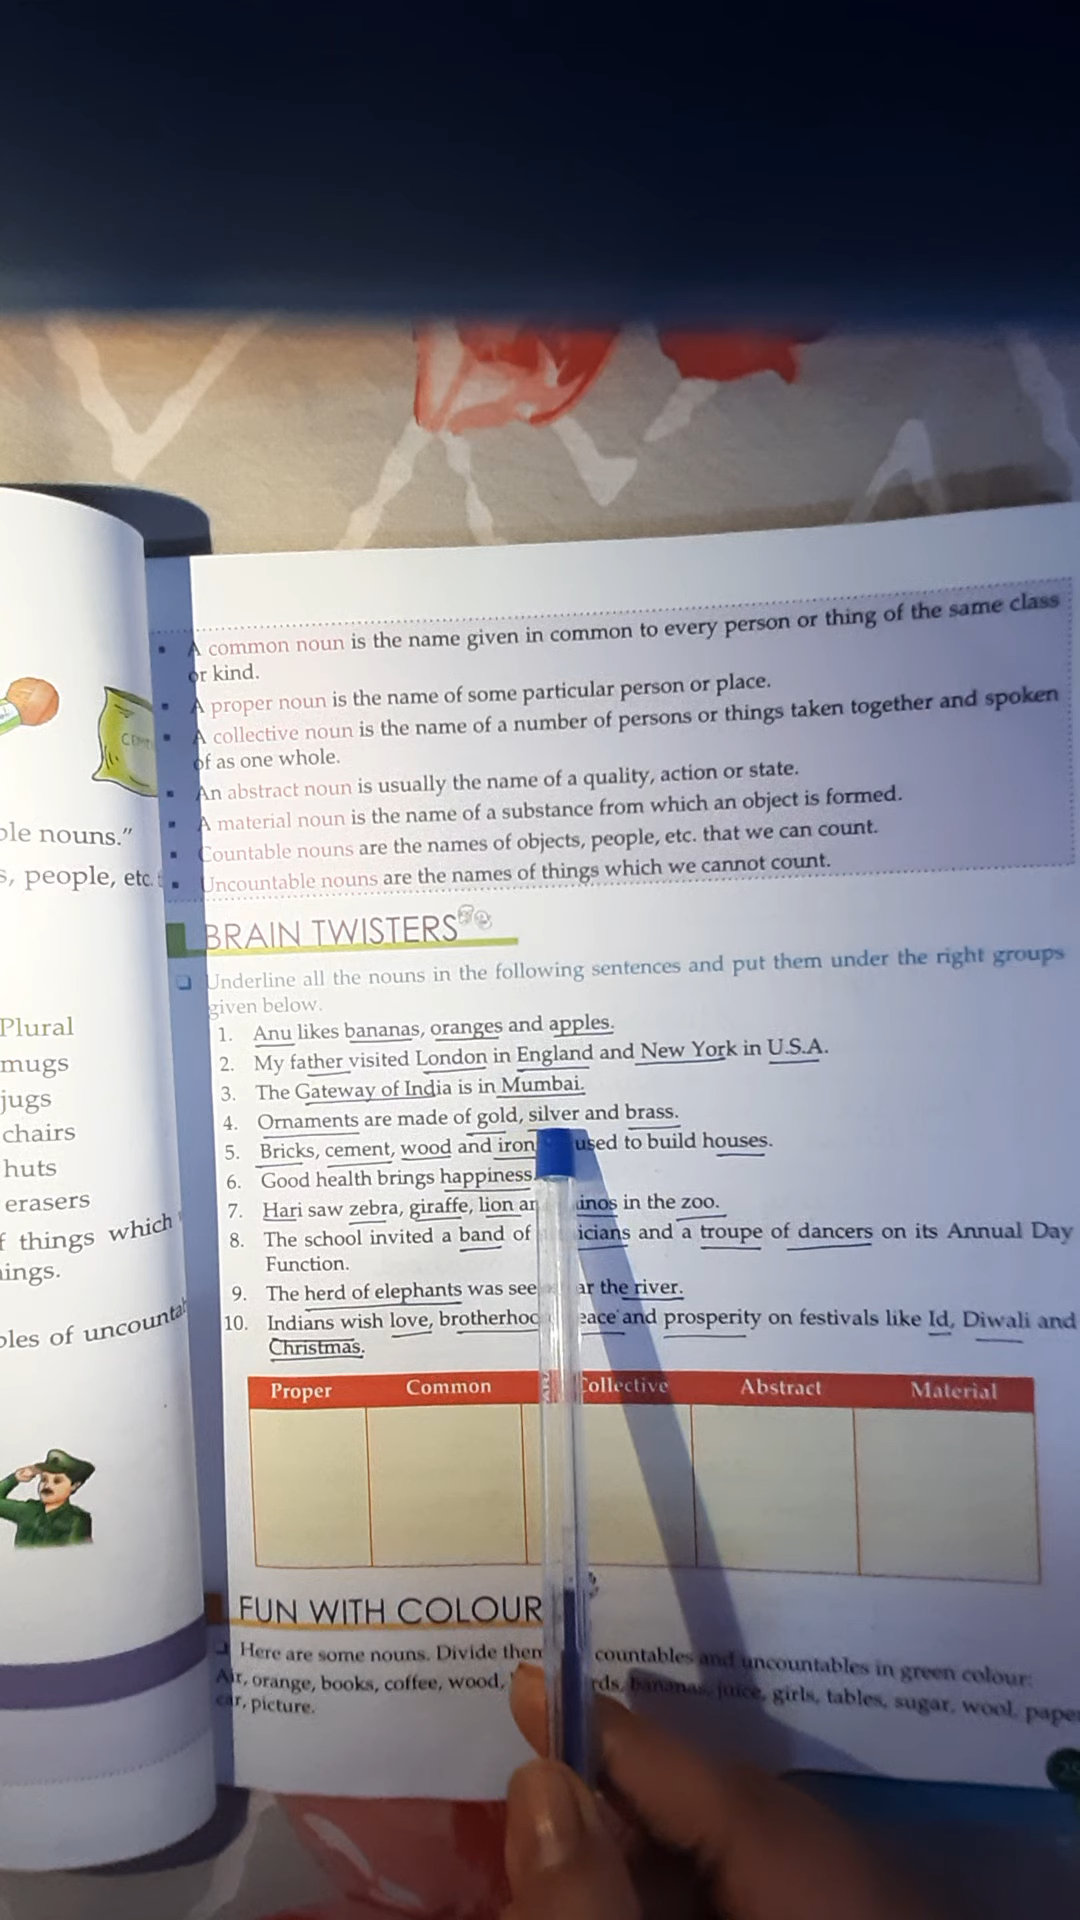 ple nouns."
s, people, etc.
Plural
mugs
jugs
chairs
huts
erasers
f things which
ings.
ples of uncounta
CEM
A common noun is the name given in common to every person or thing of the same class
or kind.
A proper noun is the name of some particular person or place.
A collective noun is the name of a number of persons or things taken together and spoken
of as one whole.
An abstract noun is usually the name of a quality, action or state.
A material noun is the name of a substance from which an object is formed.
Countable nouns are the names of objects, people, etc. that we can count.
Uncountable nouns are the names of things which we cannot count.
BRAIN TWISTERS
Underline all the nouns in the following sentences and put them under the right groups
given below.
1. Anu likes bananas, oranges and apples.
2. My father visited London in England and New York in U.S.A.
3. The Gateway of India is in Mumbai.
4. Ornaments are made of gold, silver and brass.
5. Bricks, cement, wood and iron used to build houses.
6. Good health brings happiness.
7. Hari saw zebra, giraffe, lion inos in the zoo.
8. The school invited a band of icians and a troupe of dancers on its Annual Day
Function.
9. The herd of elephants was see ar the river.
10. Indians wish love, brotherhoo eace and prosperity on festivals like Id, Diwali and
Christmas.
Proper Common Collective Abstract Material
FUN WITH COLOUR
Here are some nouns. Divide them countables and uncountables in green colour:
Air, orange, books, coffee, wood, rds, bananas, juice, girls, tables, sugar, wool, pape
car, picture.